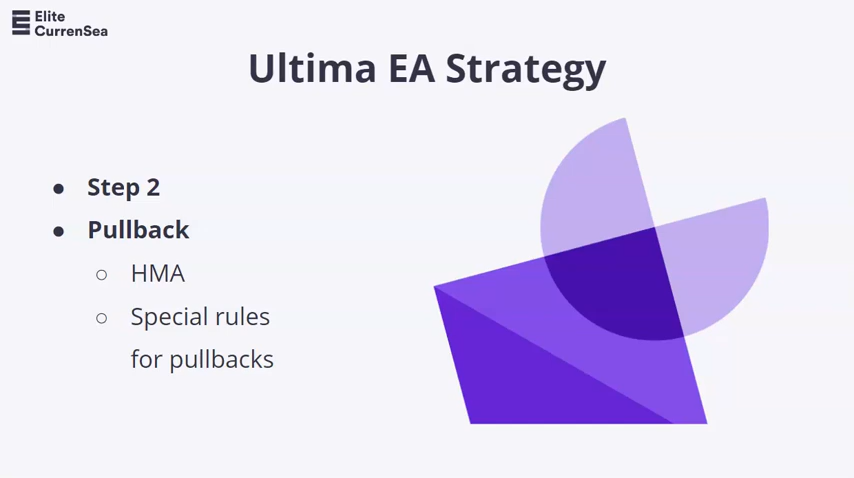 Elite
CurrenSea
Ultima EA Strategy
● Step 2
● Pullback
○ HMA
○ Special rules
for pullbacks